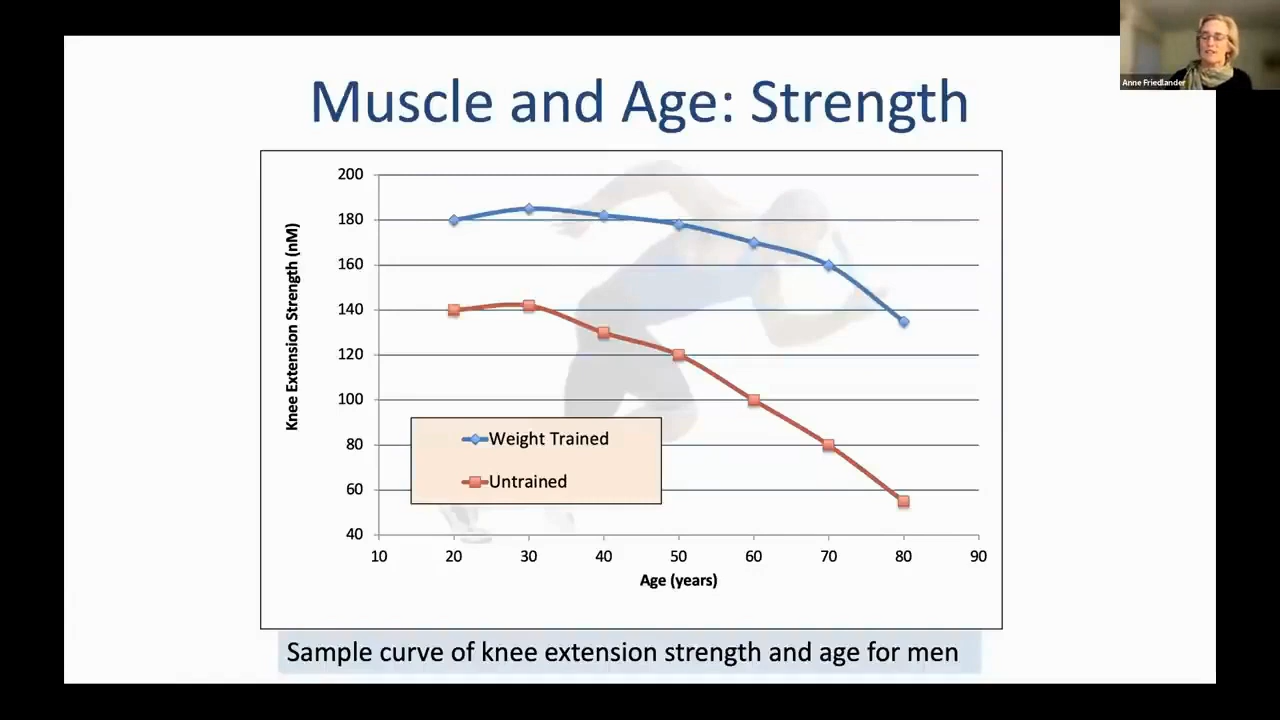 Anne Friedlander
Muscle and Age: Strength
200
180
160
140
120
100
80
60
40
Knee Extension Strength (nM)
Weight Trained
Untrained
10 20 30 40 50 60 70 80 90
Age (years)
Sample curve of knee extension strength and age for men